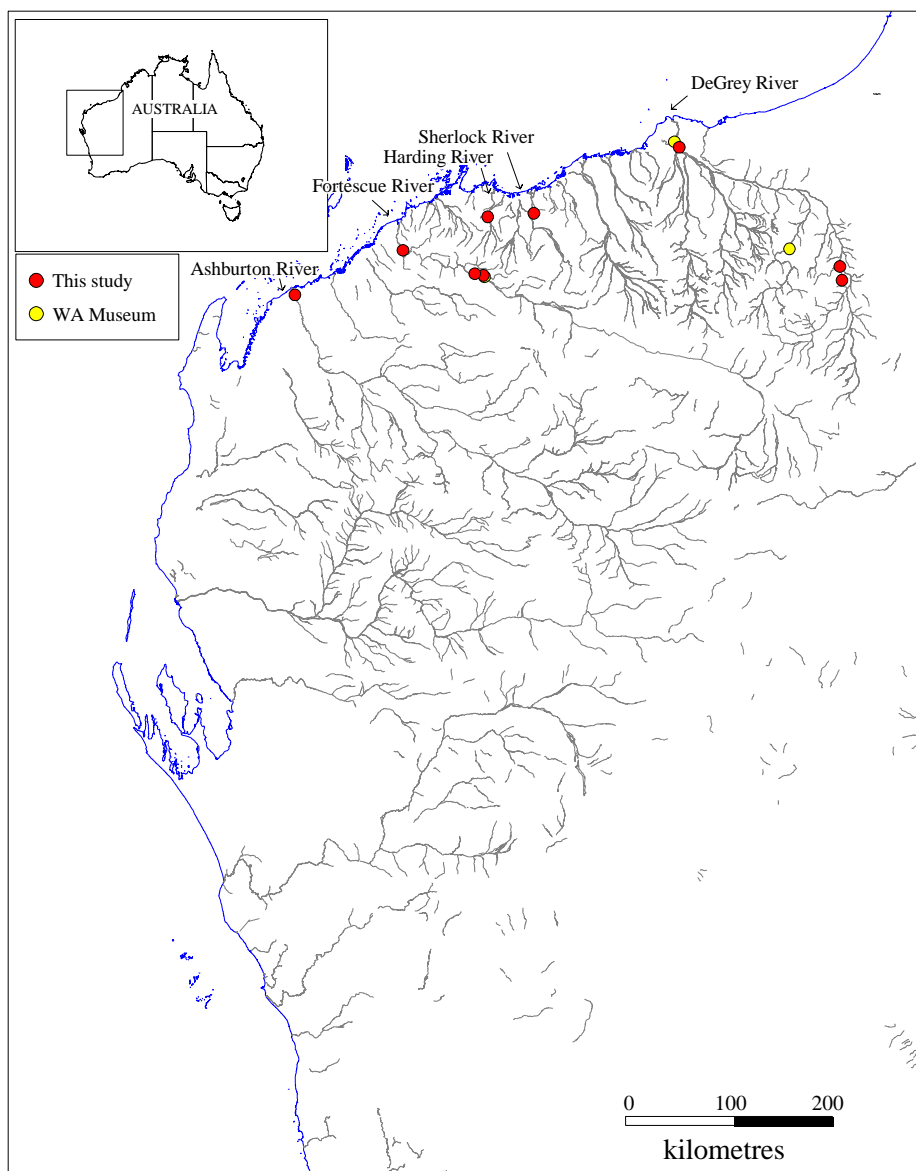 AUSTRALIA
DeGrey River
Sherlock River
Harding River
Fortescue River
This study
Ashburton River
WA Museum
0 100 200
kilometres